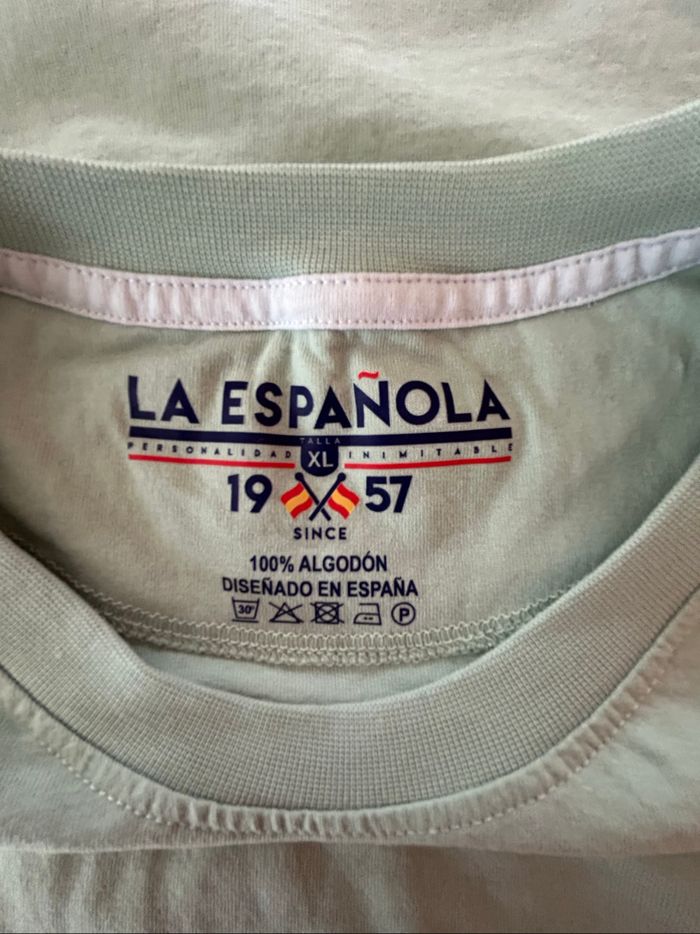 LA ESPAÑOLA
TALLA
PERSONALIDAD XL INIMITABLE
19 57
SINCE
100% ALGODÓN
DISEÑADO EN ESPAÑA
30° P